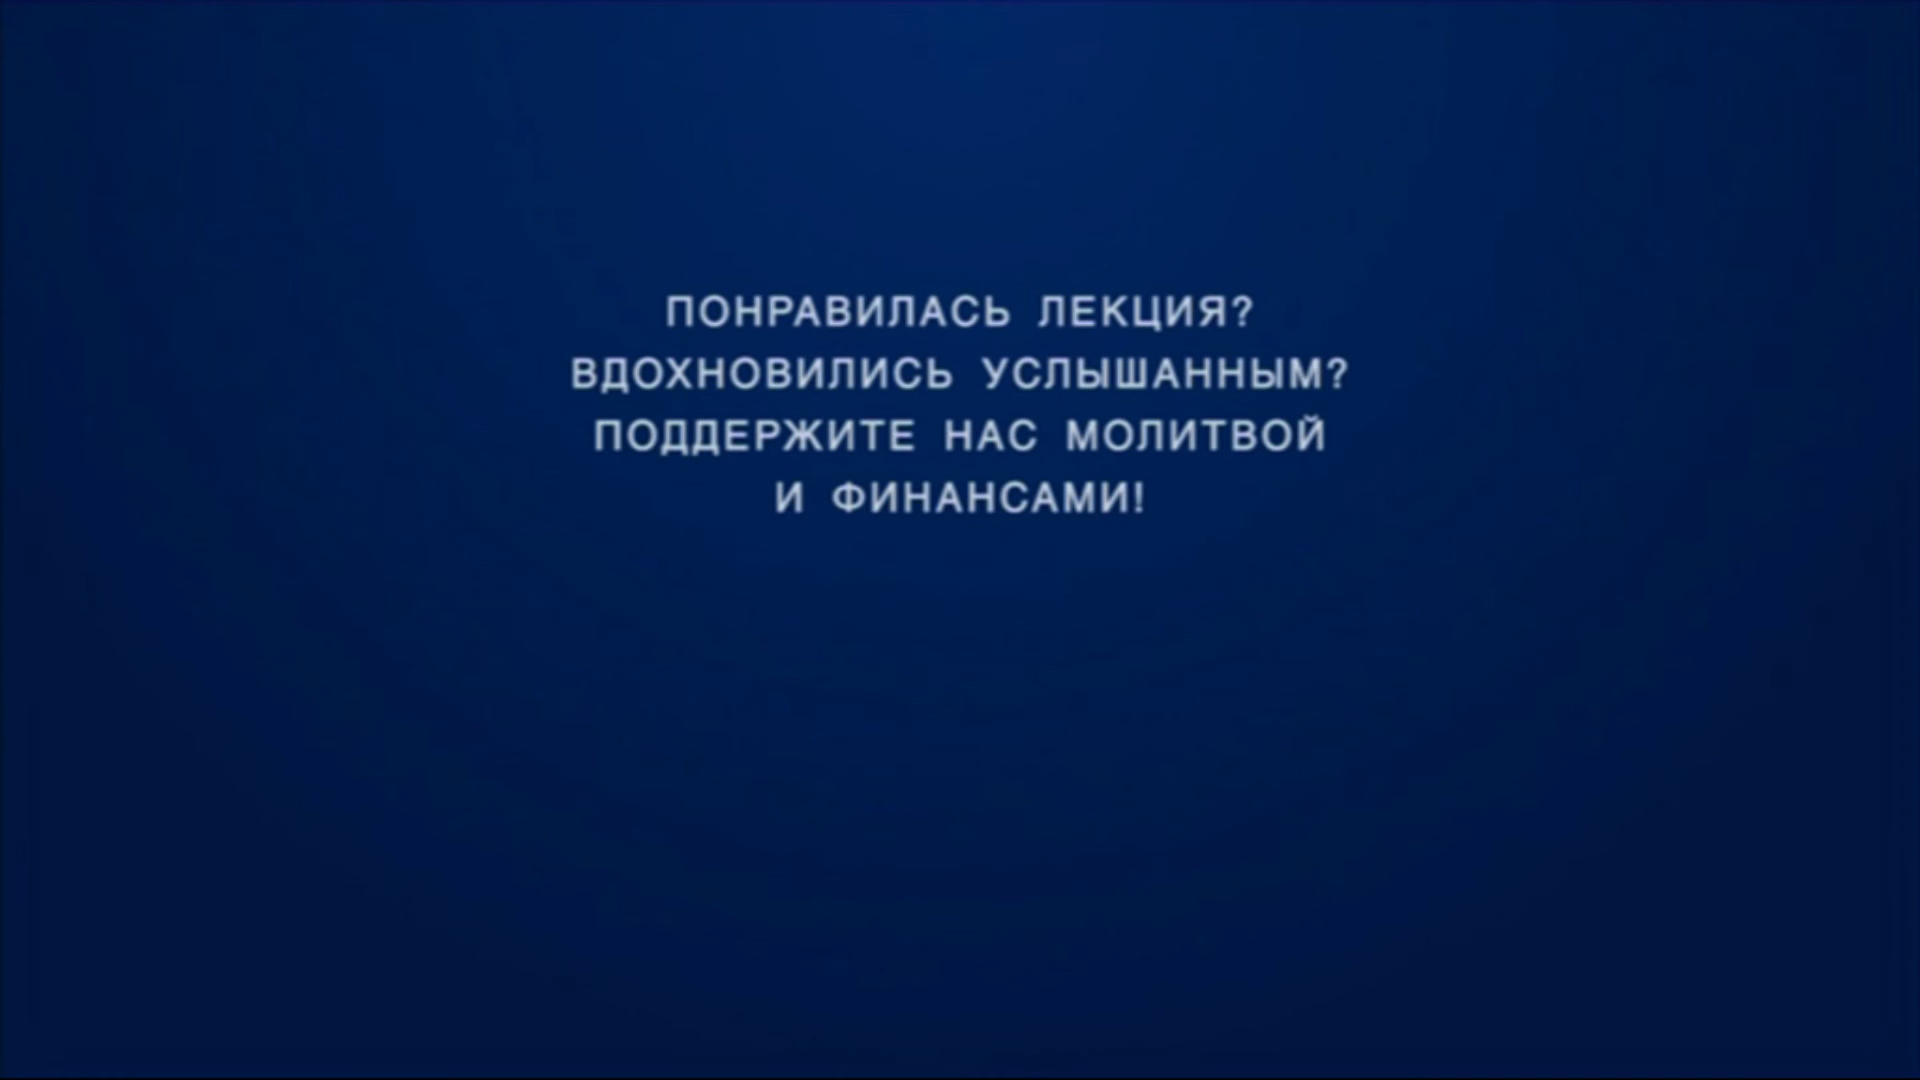 ПОНРАВИЛАСЬ ЛЕКЦИЯ?
ВДОХНОВИЛИСЬ УСЛЫШАННЫМ?
ПОДДЕРЖИТЕ НАС МОЛИТВОЙ
И ФИНАНСАМИ!